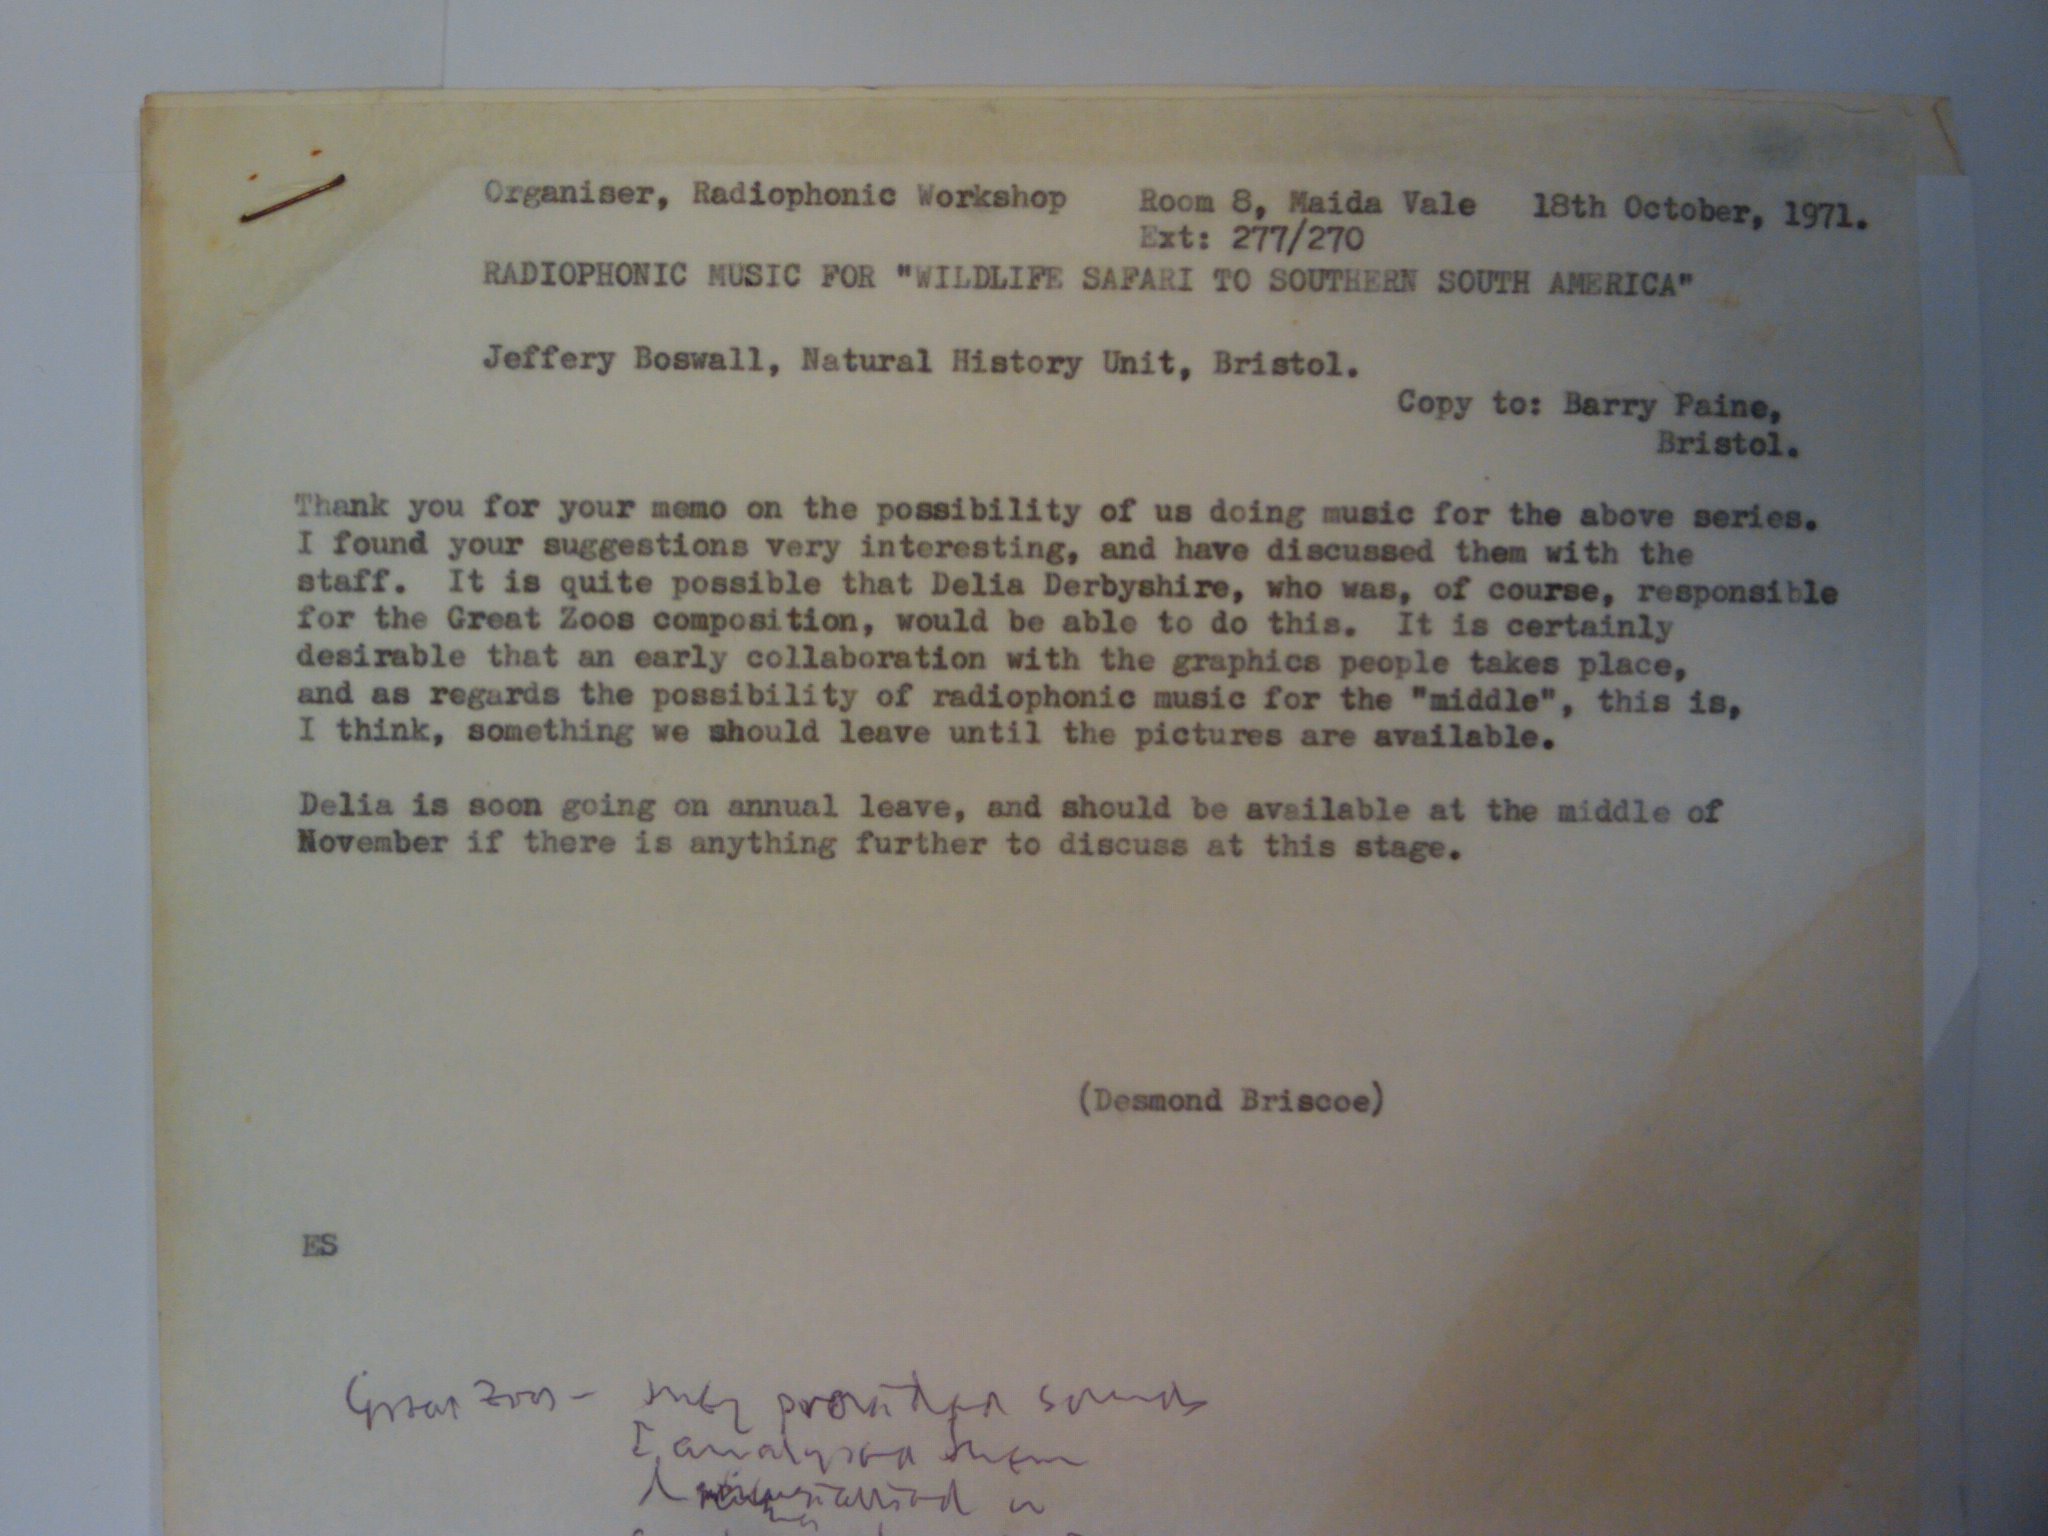 Organiser, Radiophonic Workshop Room 8, Maida Vale 18th October, 1971.
Ext: 277/270
RADIOPHONIC MUSIC FOR "WILDLIFE SAFARI TO SOUTHERN SOUTH AMERICA"
Jeffery Boswall, Natural History Unit, Bristol.
Copy to: Barry Paine,
Bristol.
Thank you for your memo on the possibility of us doing music for the above series.
I found your suggestions very interesting, and have discussed them with the
staff. It is quite possible that Delia Derbyshire, who was, of course, responsible
for the Great Zoos composition, would be able to do this. It is certainly
desirable that an early collaboration with the graphics people takes place,
and as regards the possibility of radiophonic music for the "middle", this is,
I think, something we should leave until the pictures are available.
Delia is soon going on annual leave, and should be available at the middle of
November if there is anything further to discuss at this stage.
(Desmond Briscoe)
ES
Great Zoos - they provided sounds
I analysed them